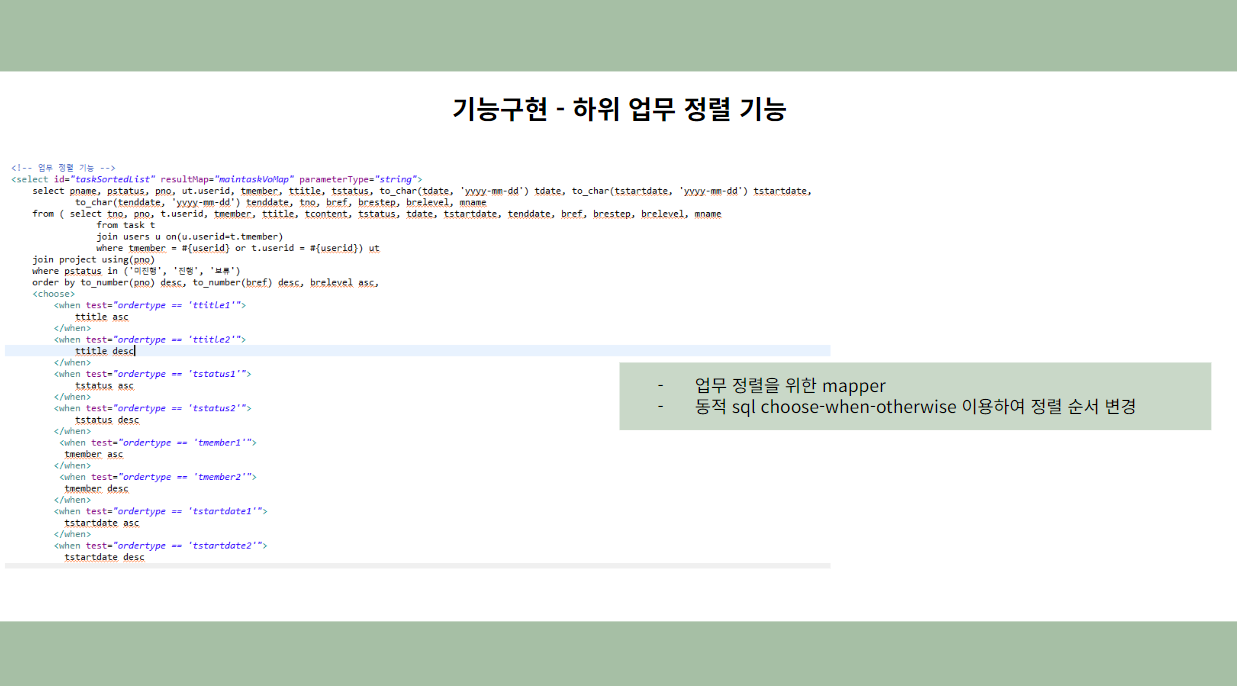 기능구현 - 하위 업무 정렬 기능
<!-- 업무 정렬 기능 -->
<select id="taskSortedList" resultMap="maintaskVoMap" parameterType="string">
select pname, pstatus, pno, ut.userid, tmember, ttitle, tstatus, to_char(tdate, 'yyyy-mm-dd') tdate, to_char(tstartdate, 'yyyy-mm-dd') tstartdate,
to_char(tenddate, 'yyyy-mm-dd') tenddate, tno, bref, brestep, brelevel, mname
from ( select tno, pno, t.userid, tmember, ttitle, tcontent, tstatus, tdate, tstartdate, tenddate, bref, brestep, brelevel, mname
from task t
join users u on(u.userid=t.tmember)
where tmember = #{userid} or t.userid = #{userid}) ut
join project using(pno)
where pstatus in ('미진행', '진행', '보류')
order by to_number(pno) desc, to_number(bref) desc, brelevel asc,
<choose>
<when test="ordertype == 'ttitle1'">
ttitle asc
</when>
<when test="ordertype == 'ttitle2'">
ttitle desc
</when>
<when test="ordertype == 'tstatus1'">
tstatus asc
</when>
<when test="ordertype == 'tstatus2'">
tstatus desc
</when>
<when test="ordertype == 'tmember1'">
tmember asc
</when>
<when test="ordertype == 'tmember2'">
tmember desc
</when>
<when test="ordertype == 'tstartdate1'">
tstartdate asc
</when>
<when test="ordertype == 'tstartdate2'">
tstartdate desc
- 업무 정렬을 위한 mapper
- 동적 sql choose-when-otherwise 이용하여 정렬 순서 변경